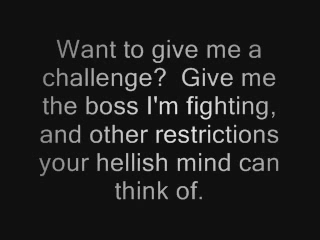 Want to give me a
challenge?  Give me
the boss I'm fighting,
and other restrictions
your hellish mind can
think of.